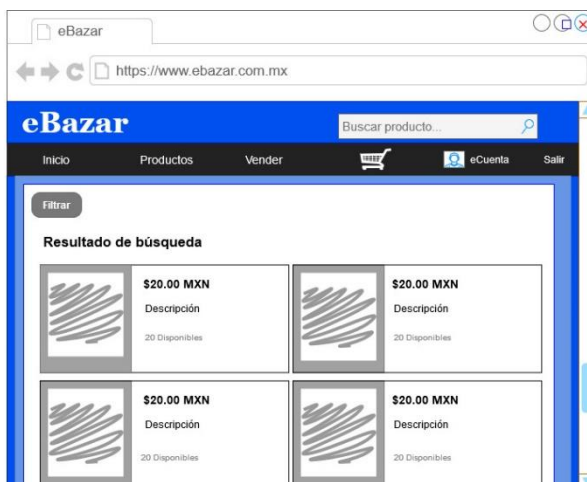 eBazar
https://www.ebazar.com.mx
eBazar
Buscar producto...
Inicio Productos Vender eCuenta Salir
Filtrar
Resultado de búsqueda
$20.00 MXN
Descripción
20 Disponibles
$20.00 MXN
Descripción
20 Disponibles
$20.00 MXN
Descripción
20 Disponibles
$20.00 MXN
Descripción
20 Disponibles